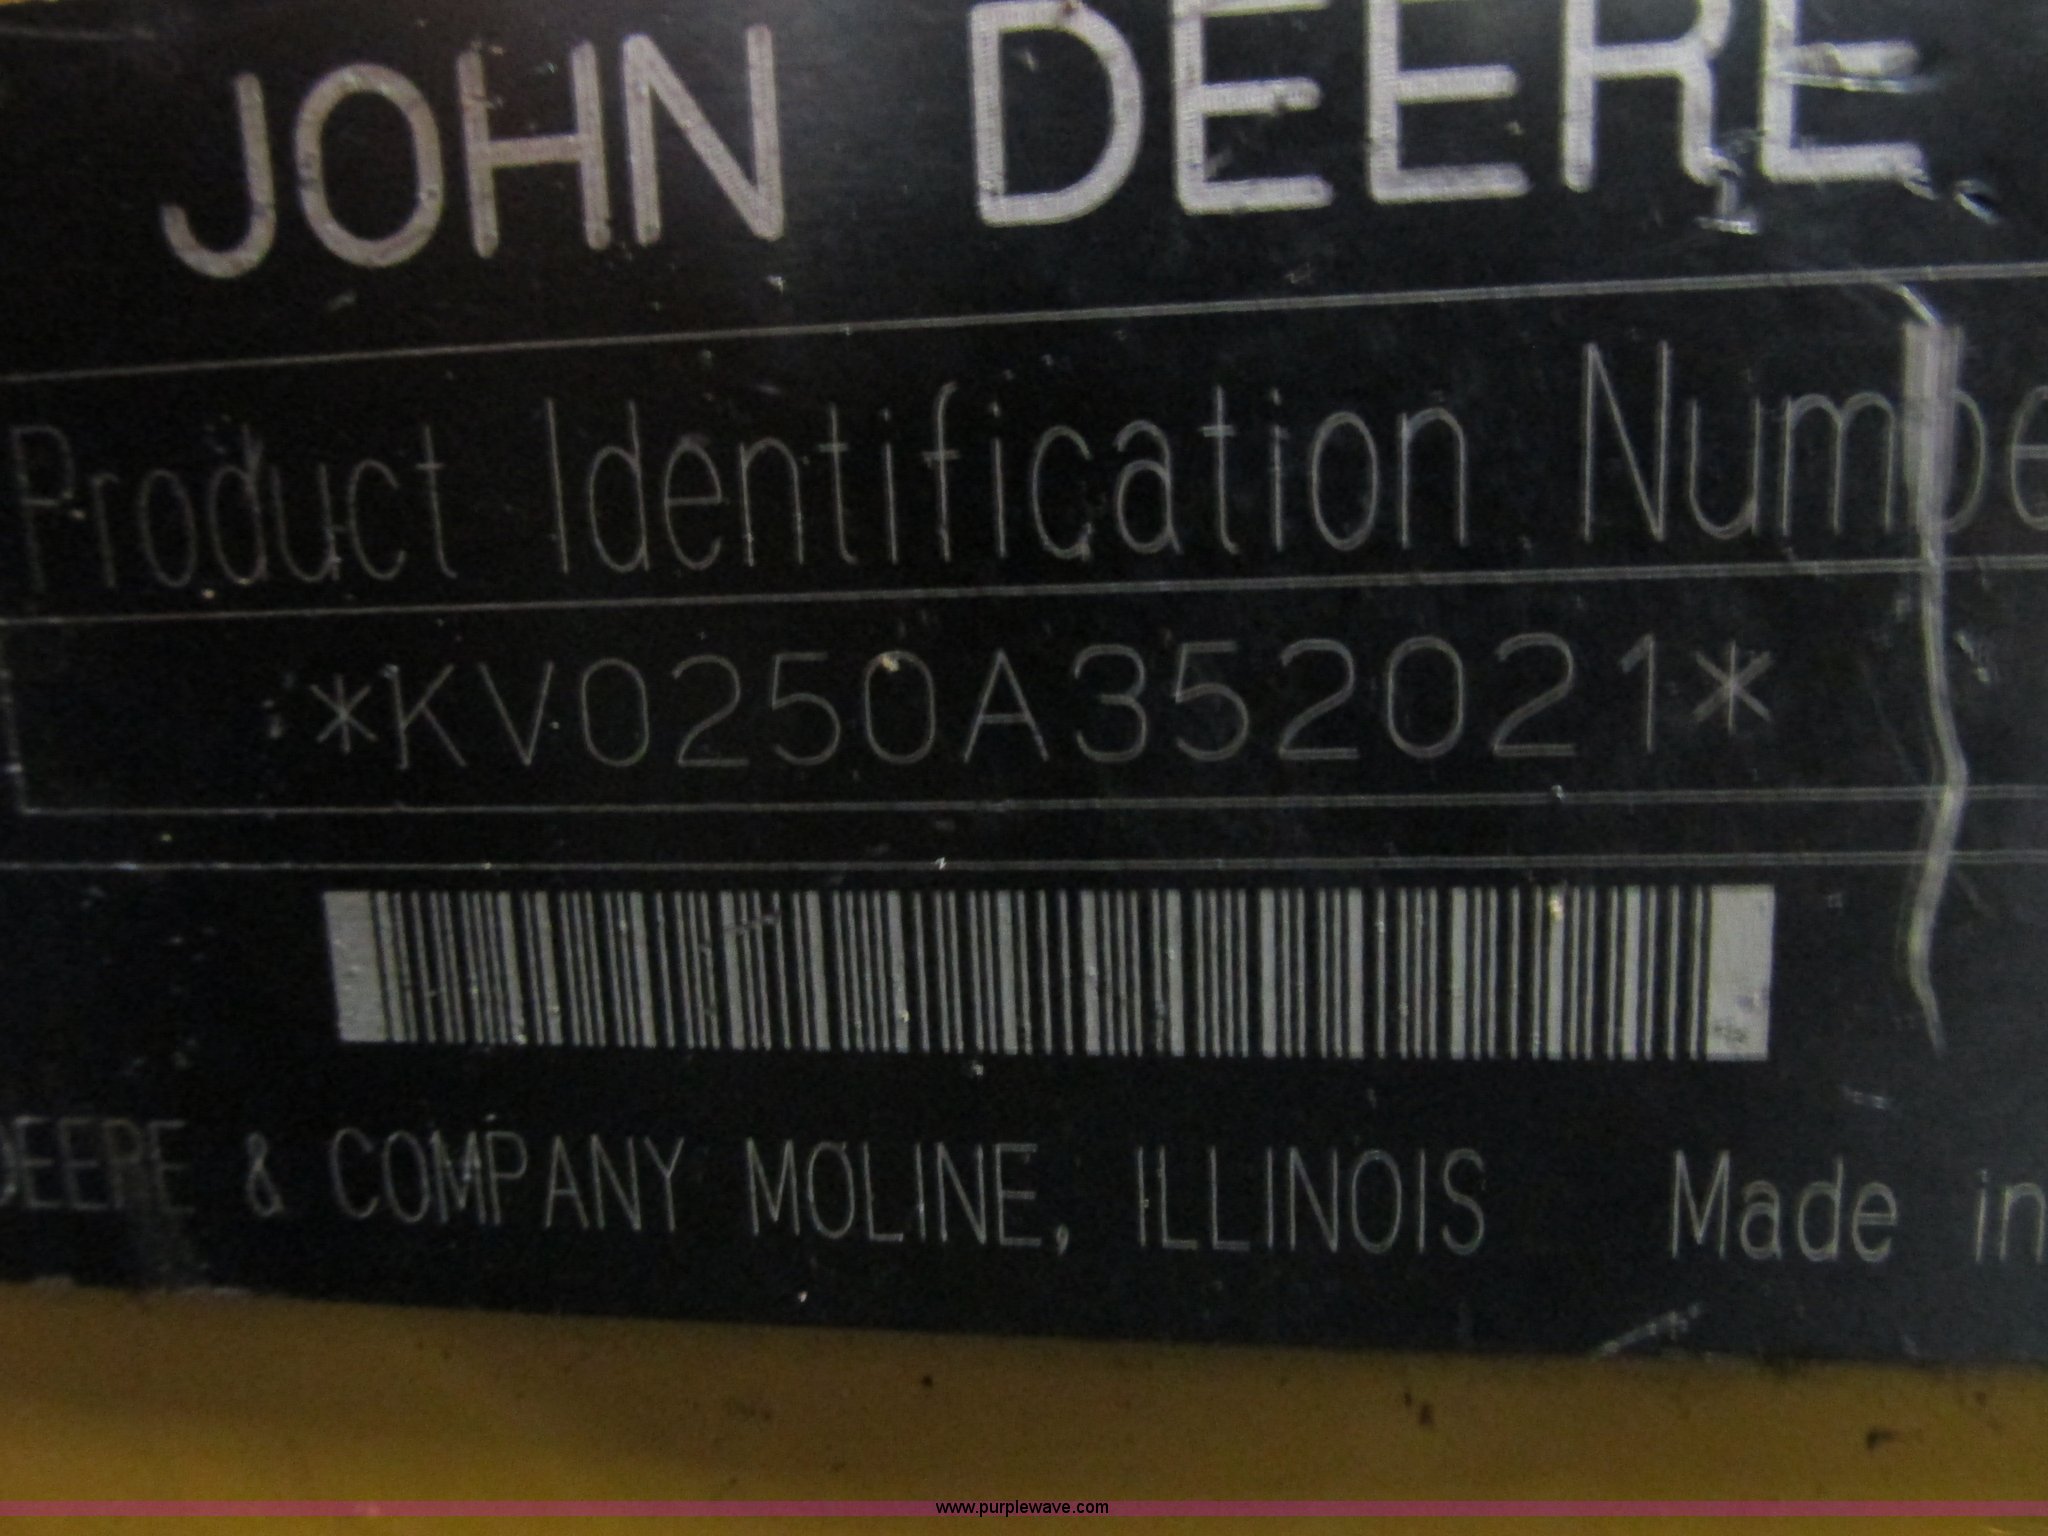 JOHN DEERE
Product Identification Numbe
*KV0250A352021*
DEERE & COMPANY MOLINE, ILLINOIS Made in
www.purplewave.com